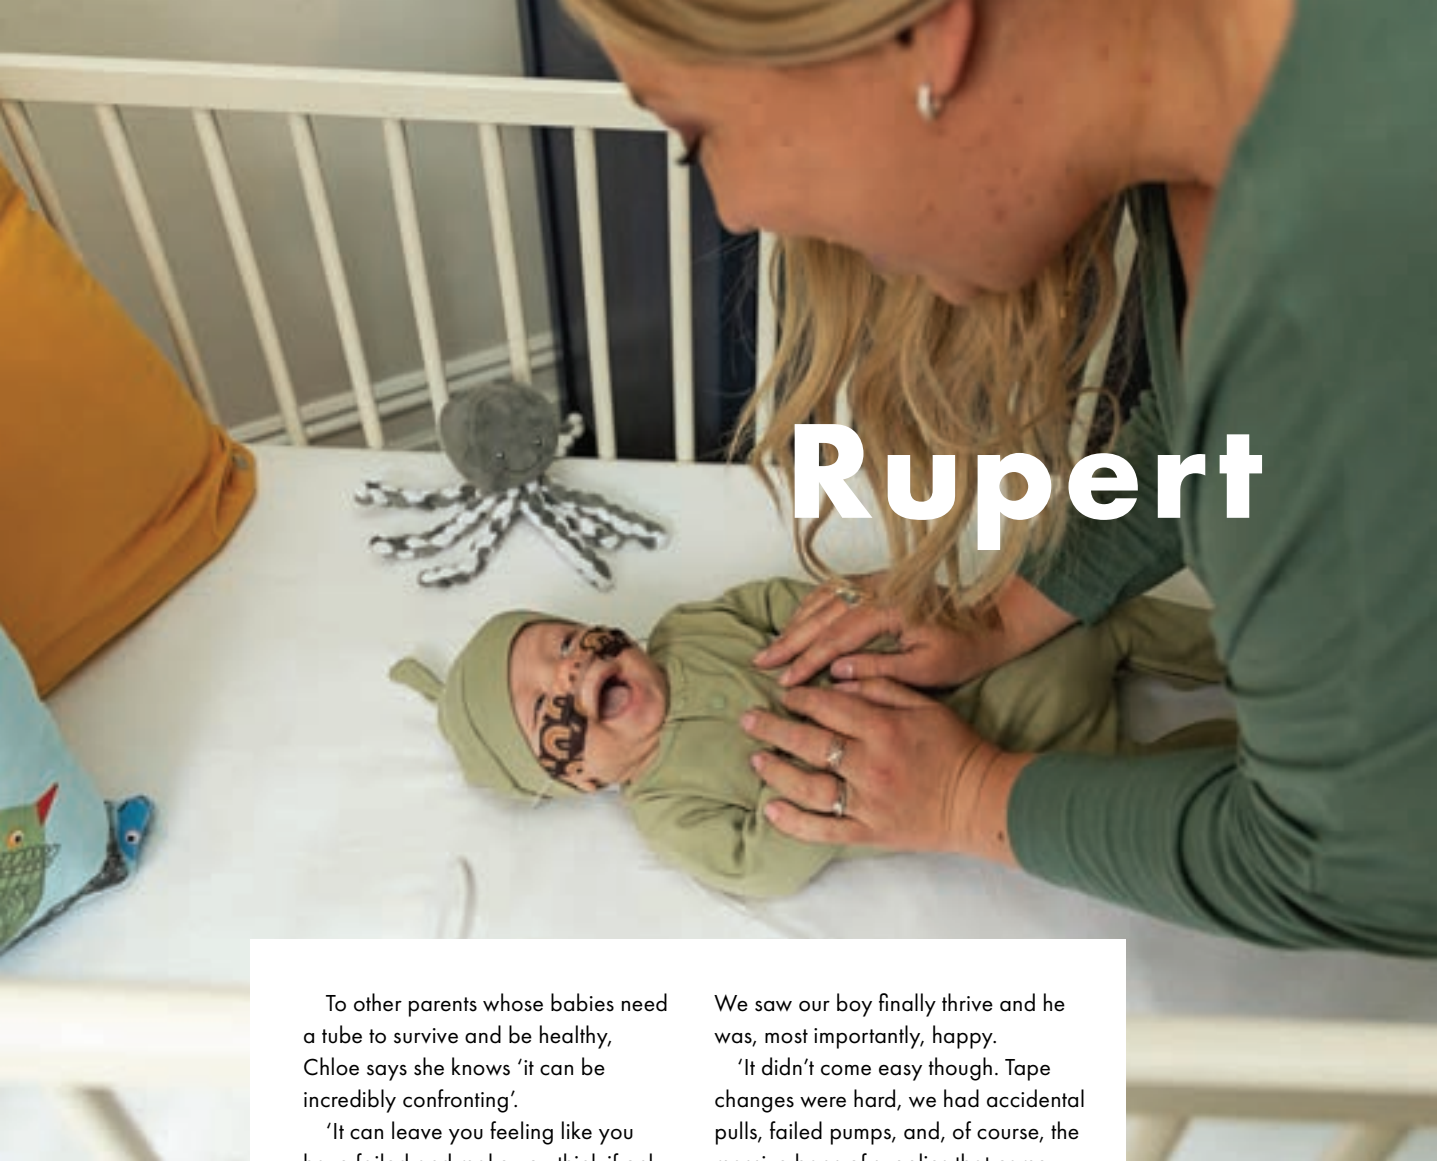 Rupert
To other parents whose babies need
a tube to survive and be healthy,
Chloe says she knows ‘it can be
incredibly confronting’.
‘It can leave you feeling like you
We saw our boy finally thrive and he
was, most importantly, happy.
‘It didn’t come easy though. Tape
changes were hard, we had accidental
pulls, failed pumps, and, of course, the